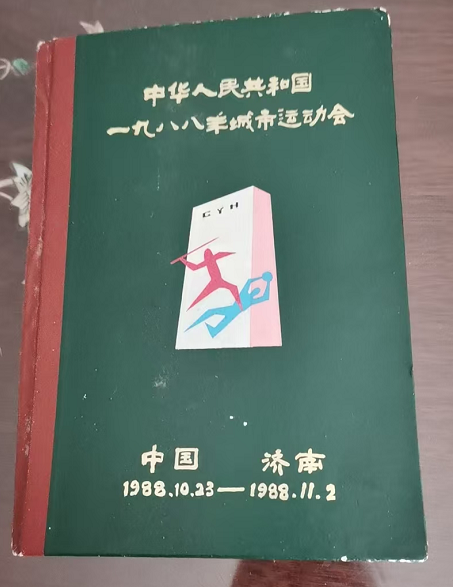 中华人民共和国
一九八八年城市运动会
CYH
中国 济南
1988.10.23—1988.11.2